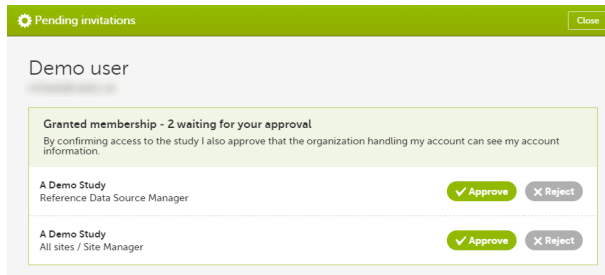 Pending invitations
Close
Demo user
Granted membership - 2 waiting for your approval
By confirming access to the study I also approve that the organization handling my account can see my account
information.
A Demo Study
Reference Data Source Manager
Approve
Reject
A Demo Study
All sites / Site Manager
Approve
Reject